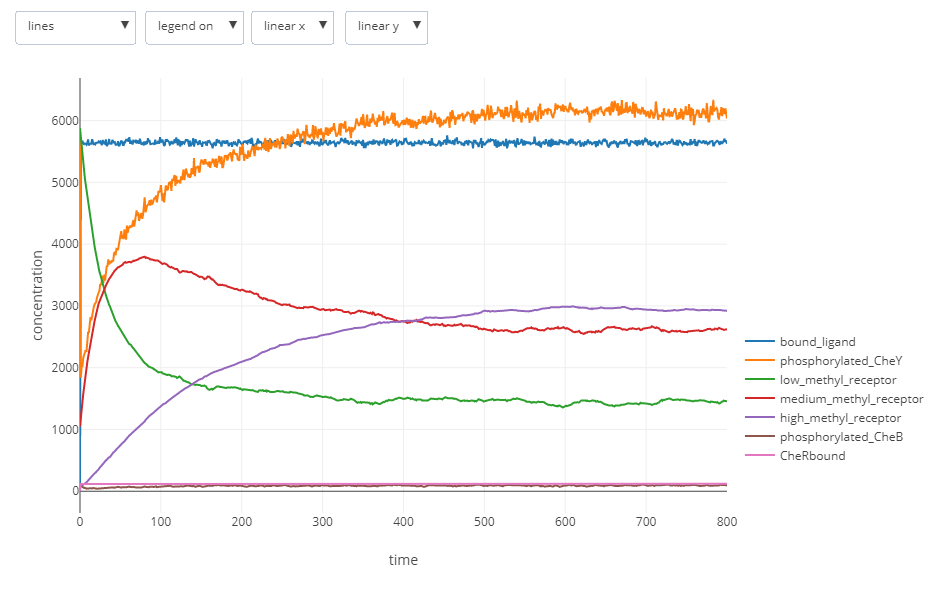 lines ▼ legend on ▼ linear x ▼ linear y ▼
6000
5000
4000
3000
2000
1000
0
concentration
0 100 200 300 400 500 600 700 800
time
bound_ligand
phosphorylated_CheY
low_methyl_receptor
medium_methyl_receptor
high_methyl_receptor
phosphorylated_CheB
CheRbound